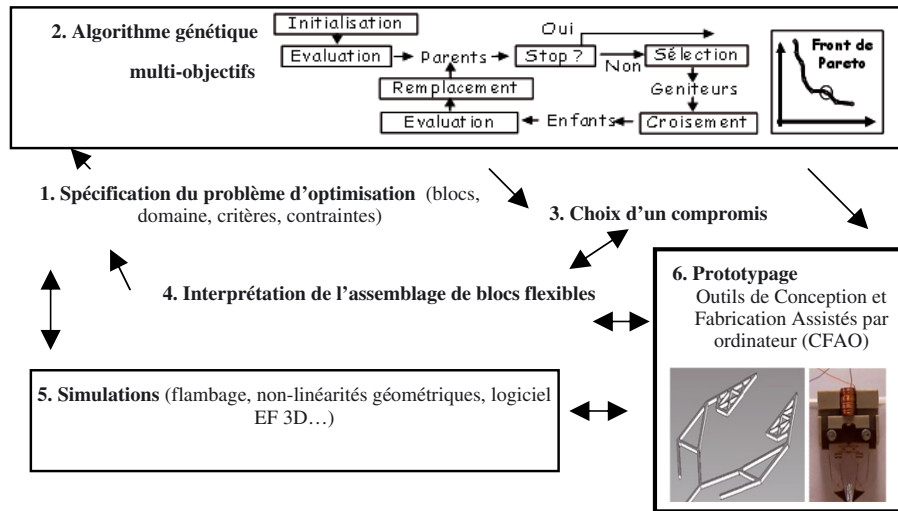 2. Algorithme génétique
multi-objectifs
Initialisation
Evaluation
Parents
Stop ?
Oui
Non
Sélection
Geniteurs
Croisement
Enfants
Evaluation
Remplacement
Front de
Pareto
1. Spécification du problème d'optimisation (blocs,
domaine, critères, contraintes)
3. Choix d'un compromis
4. Interprétation de l'assemblage de blocs flexibles
5. Simulations (flambage, non-linéarités géométriques, logiciel
EF 3D…)
6. Prototypage
Outils de Conception et
Fabrication Assistés par
ordinateur (CFAO)